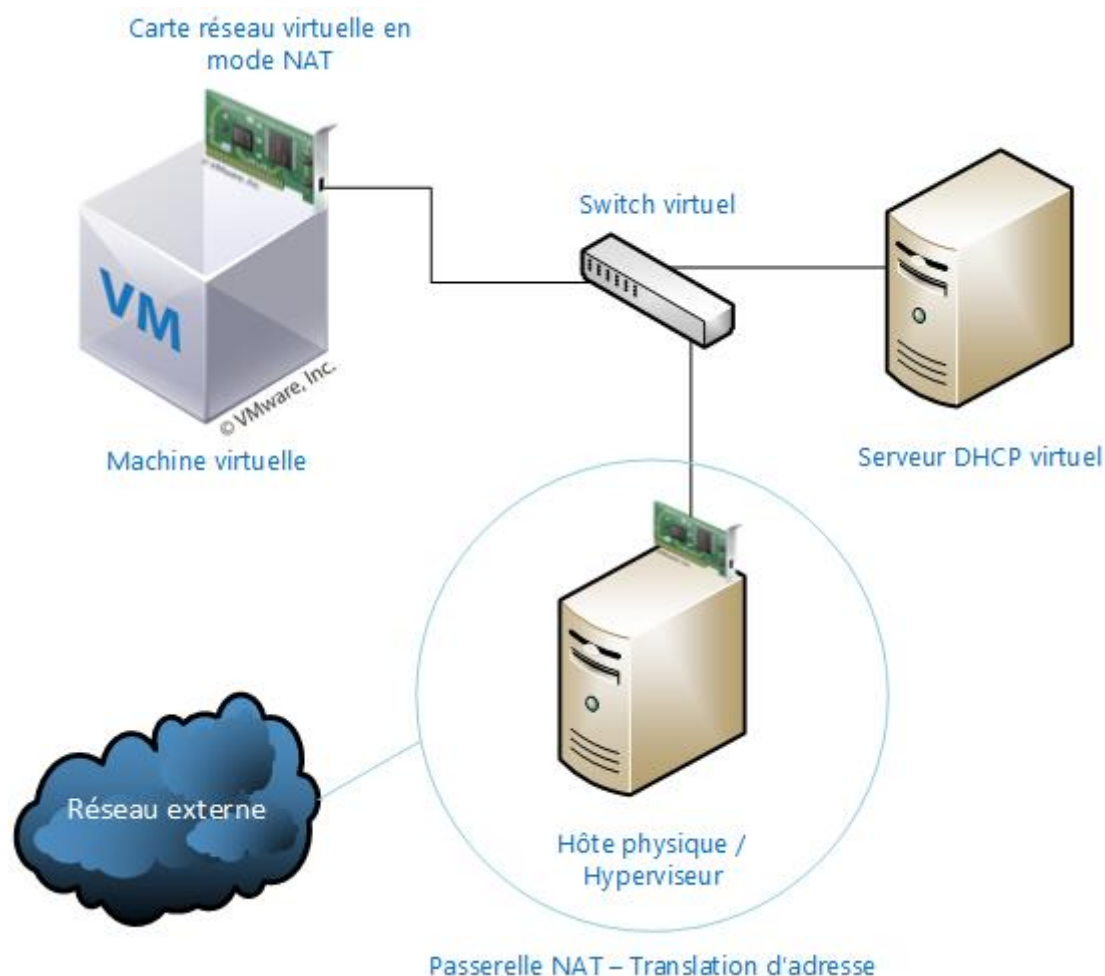 Carte réseau virtuelle en
mode NAT
VM
© VMware, Inc.
Machine virtuelle
Switch virtuel
Serveur DHCP virtuel
Réseau externe
Hôte physique /
Hyperviseur
Passerelle NAT – Translation d'adresse